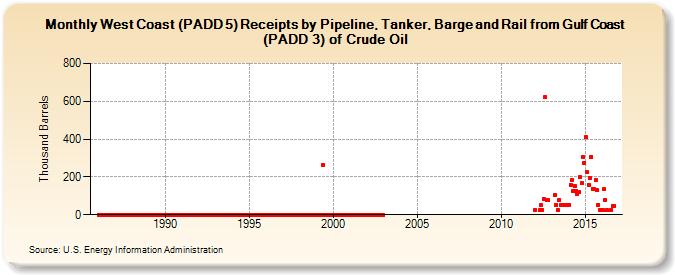 Monthly West Coast (PADD 5) Receipts by Pipeline, Tanker, Barge and Rail from Gulf Coast
(PADD 3) of Crude Oil
Thousand Barrels
800
600
400
200
0
1990 1995 2000 2005 2010 2015
Source: U.S. Energy Information Administration